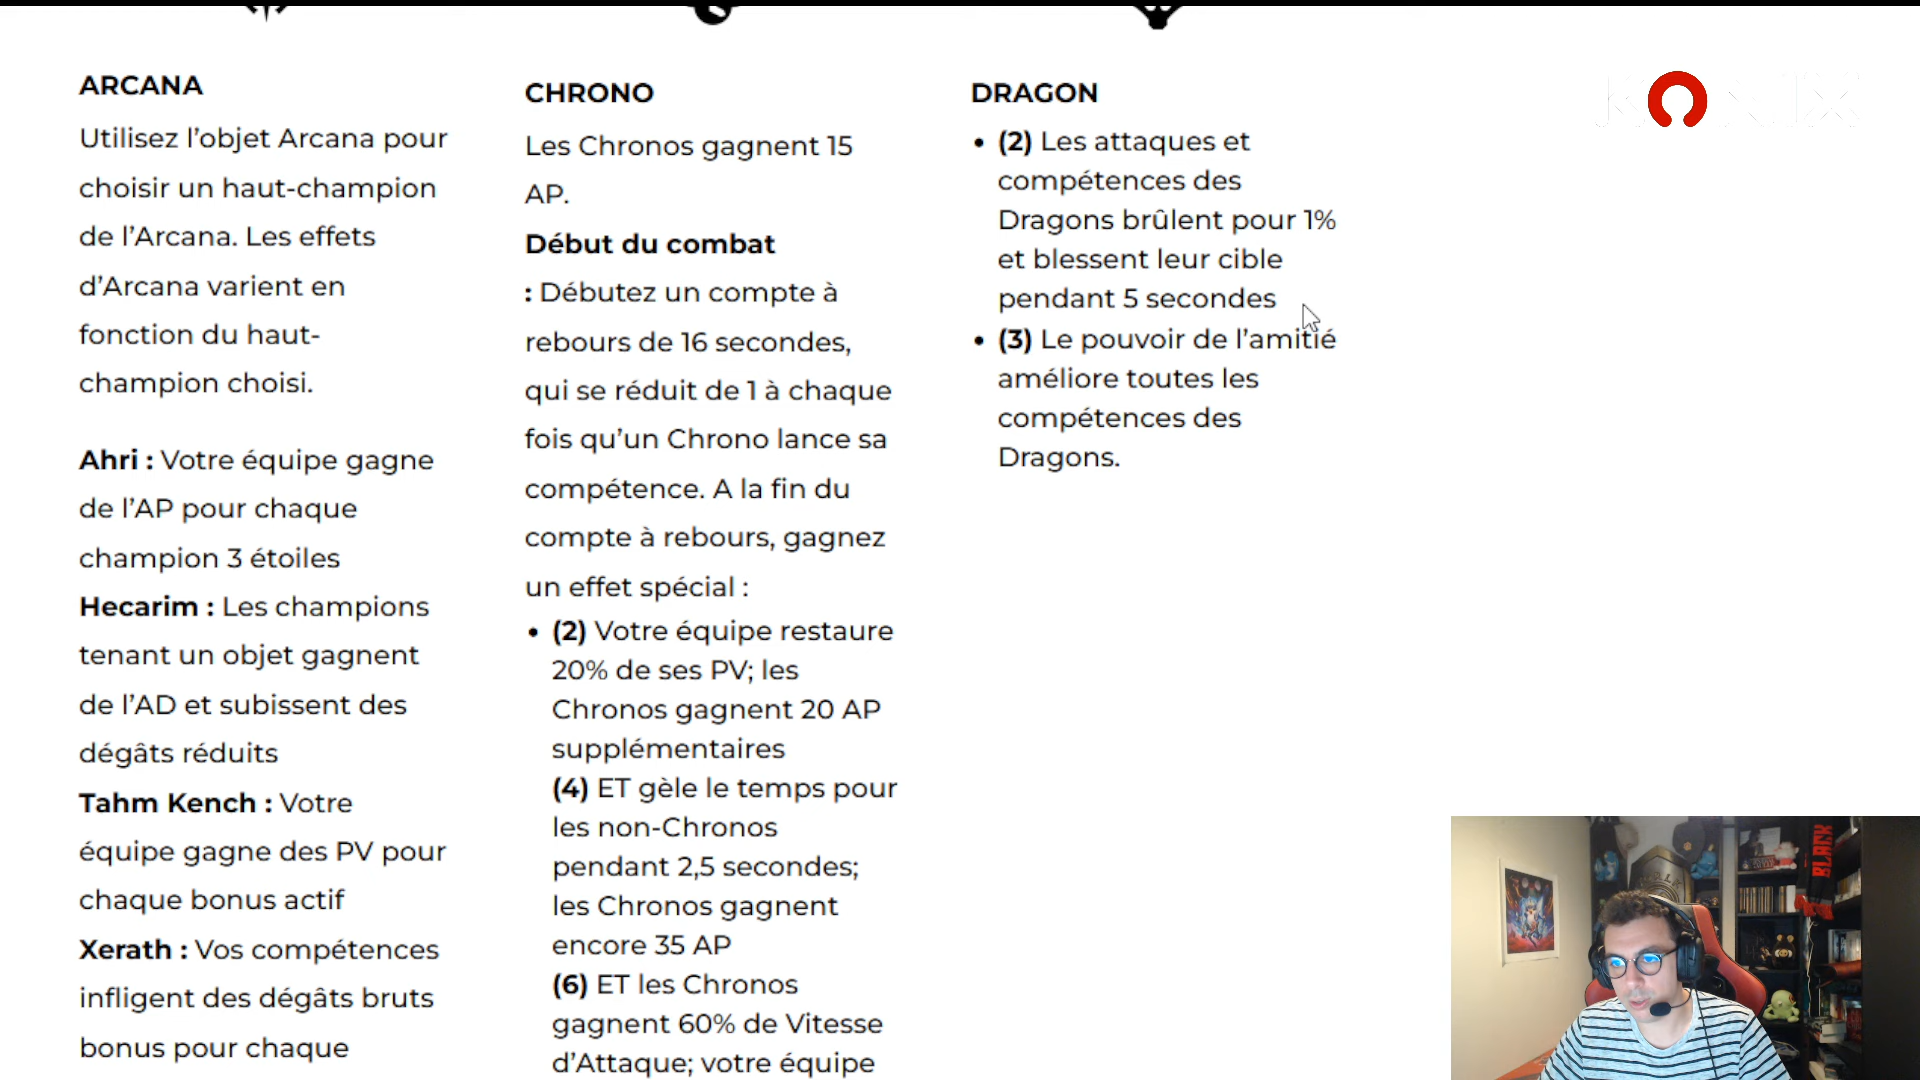 ARCANA
Utilisez l'objet Arcana pour
choisir un haut-champion
de l'Arcana. Les effets
d'Arcana varient en
fonction du haut-
champion choisi.
Ahri : Votre équipe gagne
de l'AP pour chaque
champion 3 étoiles
Hecarim : Les champions
tenant un objet gagnent
de l'AD et subissent des
dégâts réduits
Tahm Kench : Votre
équipe gagne des PV pour
chaque bonus actif
Xerath : Vos compétences
infligent des dégâts bruts
bonus pour chaque
CHRONO
Les Chronos gagnent 15
AP.
Début du combat
: Débutez un compte à
rebours de 16 secondes,
qui se réduit de 1 à chaque
fois qu'un Chrono lance sa
compétence. A la fin du
compte à rebours, gagnez
un effet spécial :
• (2) Votre équipe restaure
20% de ses PV; les
Chronos gagnent 20 AP
supplémentaires
(4) ET gèle le temps pour
les non-Chronos
pendant 2,5 secondes;
les Chronos gagnent
encore 35 AP
(6) ET les Chronos
gagnent 60% de Vitesse
d'Attaque; votre équipe
DRAGON
• (2) Les attaques et
compétences des
Dragons brûlent pour 1%
et blessent leur cible
pendant 5 secondes
• (3) Le pouvoir de l'amitié
améliore toutes les
compétences des
Dragons.
KONIX
BLACK